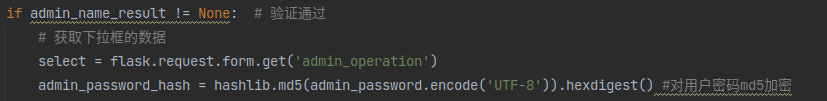 if admin_name_result != None:  # 验证通过
# 获取下拉框的数据
select = flask.request.form.get('admin_operation')
admin_password_hash = hashlib.md5(admin_password.encode('UTF-8')).hexdigest() #对用户密码md5加密